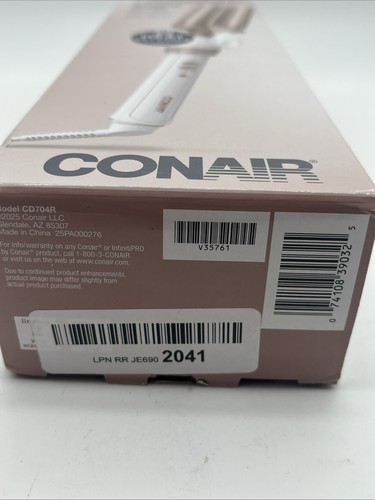 CONAIR®
Model CD704R
©2025 Conair LLC
Glendale, AZ 85307
Made in China 25PA000276
For info/warranty on any Conair® or InfinitiPRO
by Conair® product, call 1-800-3-CONAIR
or visit us on the web at www.conair.com.
Due to continued product enhancements,
product image may differ slightly from
actual product purchased.
V35761
0 74108 39032 5
LPN RR JE690 2041